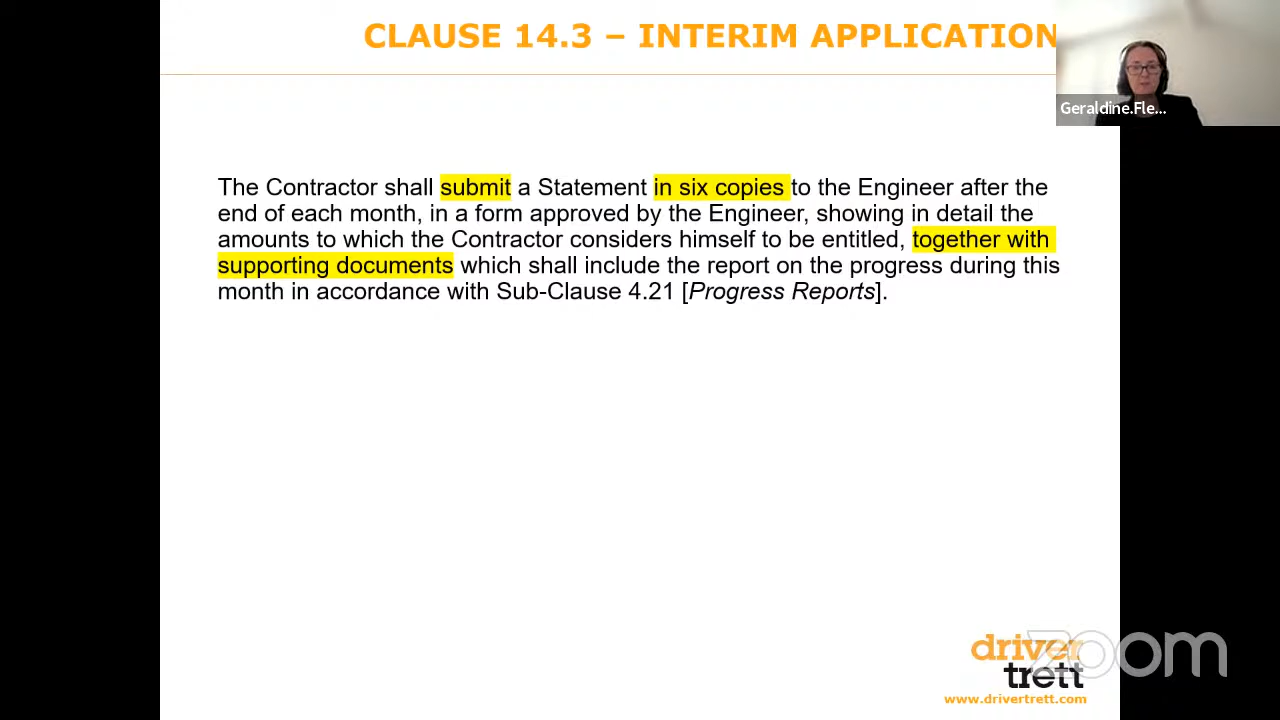 CLAUSE 14.3 – INTERIM APPLICATION
Geraldine.Fle...
The Contractor shall submit a Statement in six copies to the Engineer after the
end of each month, in a form approved by the Engineer, showing in detail the
amounts to which the Contractor considers himself to be entitled, together with
supporting documents which shall include the report on the progress during this
month in accordance with Sub-Clause 4.21 [Progress Reports].
driver
trett
zoom
www.drivertrett.com